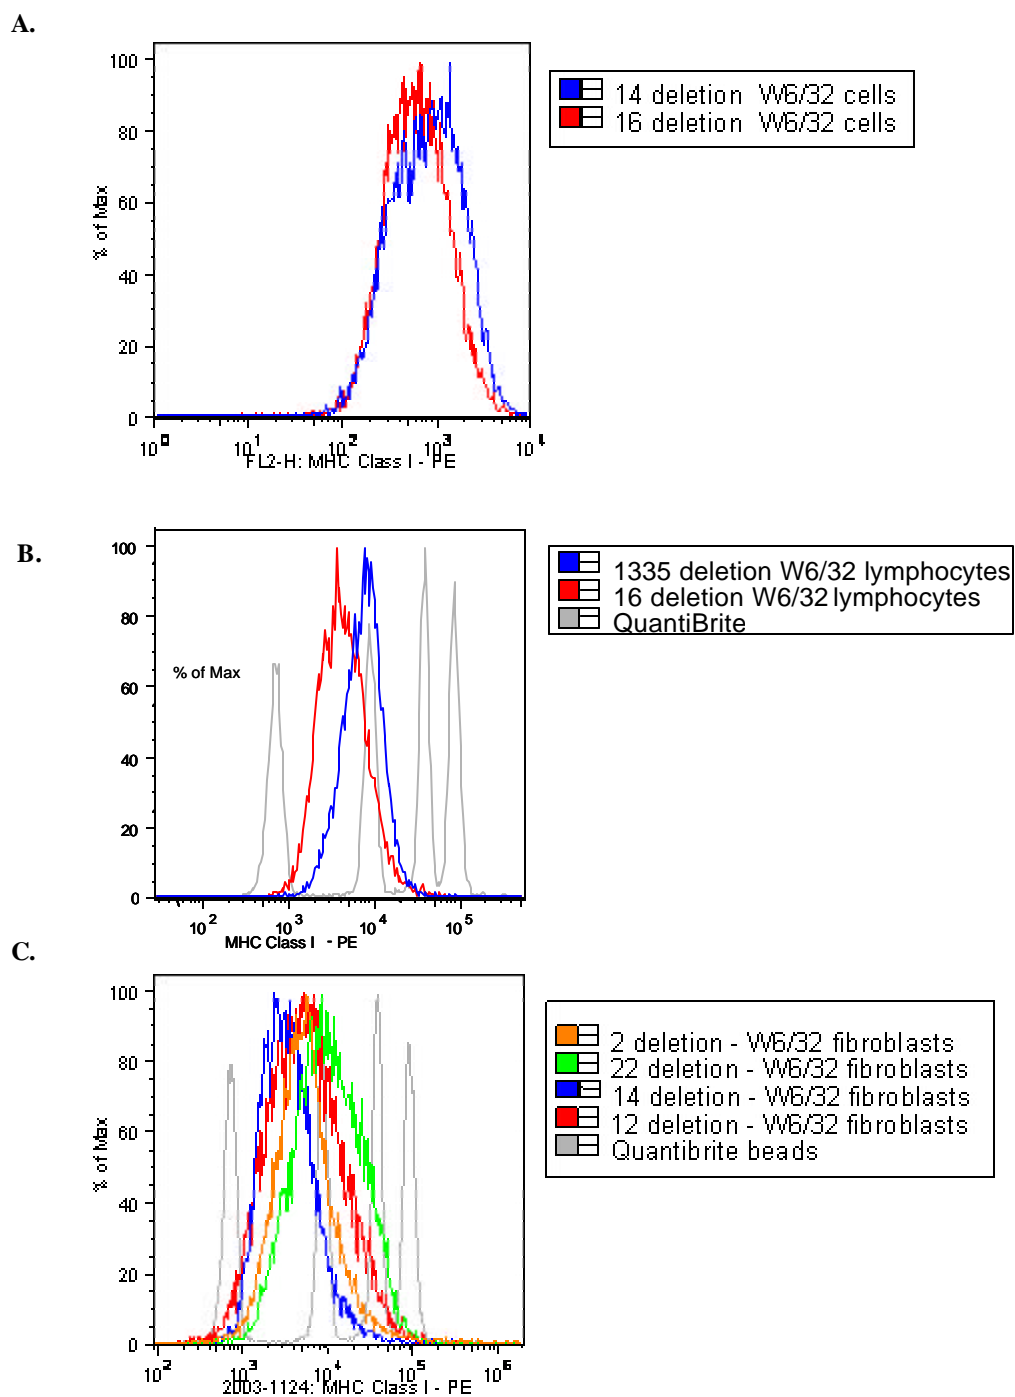 A.
100
80
60
40
20
0
% of Max
10^0 10^1 10^2 10^3 10^4
FL2-H: MHC Class I - PE
14 deletion W6/32 cells
16 deletion W6/32 cells
B.
100
80
60
40
20
0
% of Max
10^2 10^3 10^4 10^5
MHC Class I - PE
1335 deletion W6/32 lymphocytes
16 deletion W6/32 lymphocytes
QuantiBrite
C.
100
80
60
40
20
0
% of Max
10^2 10^3 10^4 10^5 10^6
2003-1124: MHC Class I - PE
2 deletion - W6/32 fibroblasts
22 deletion - W6/32 fibroblasts
14 deletion - W6/32 fibroblasts
12 deletion - W6/32 fibroblasts
Quantibrite beads